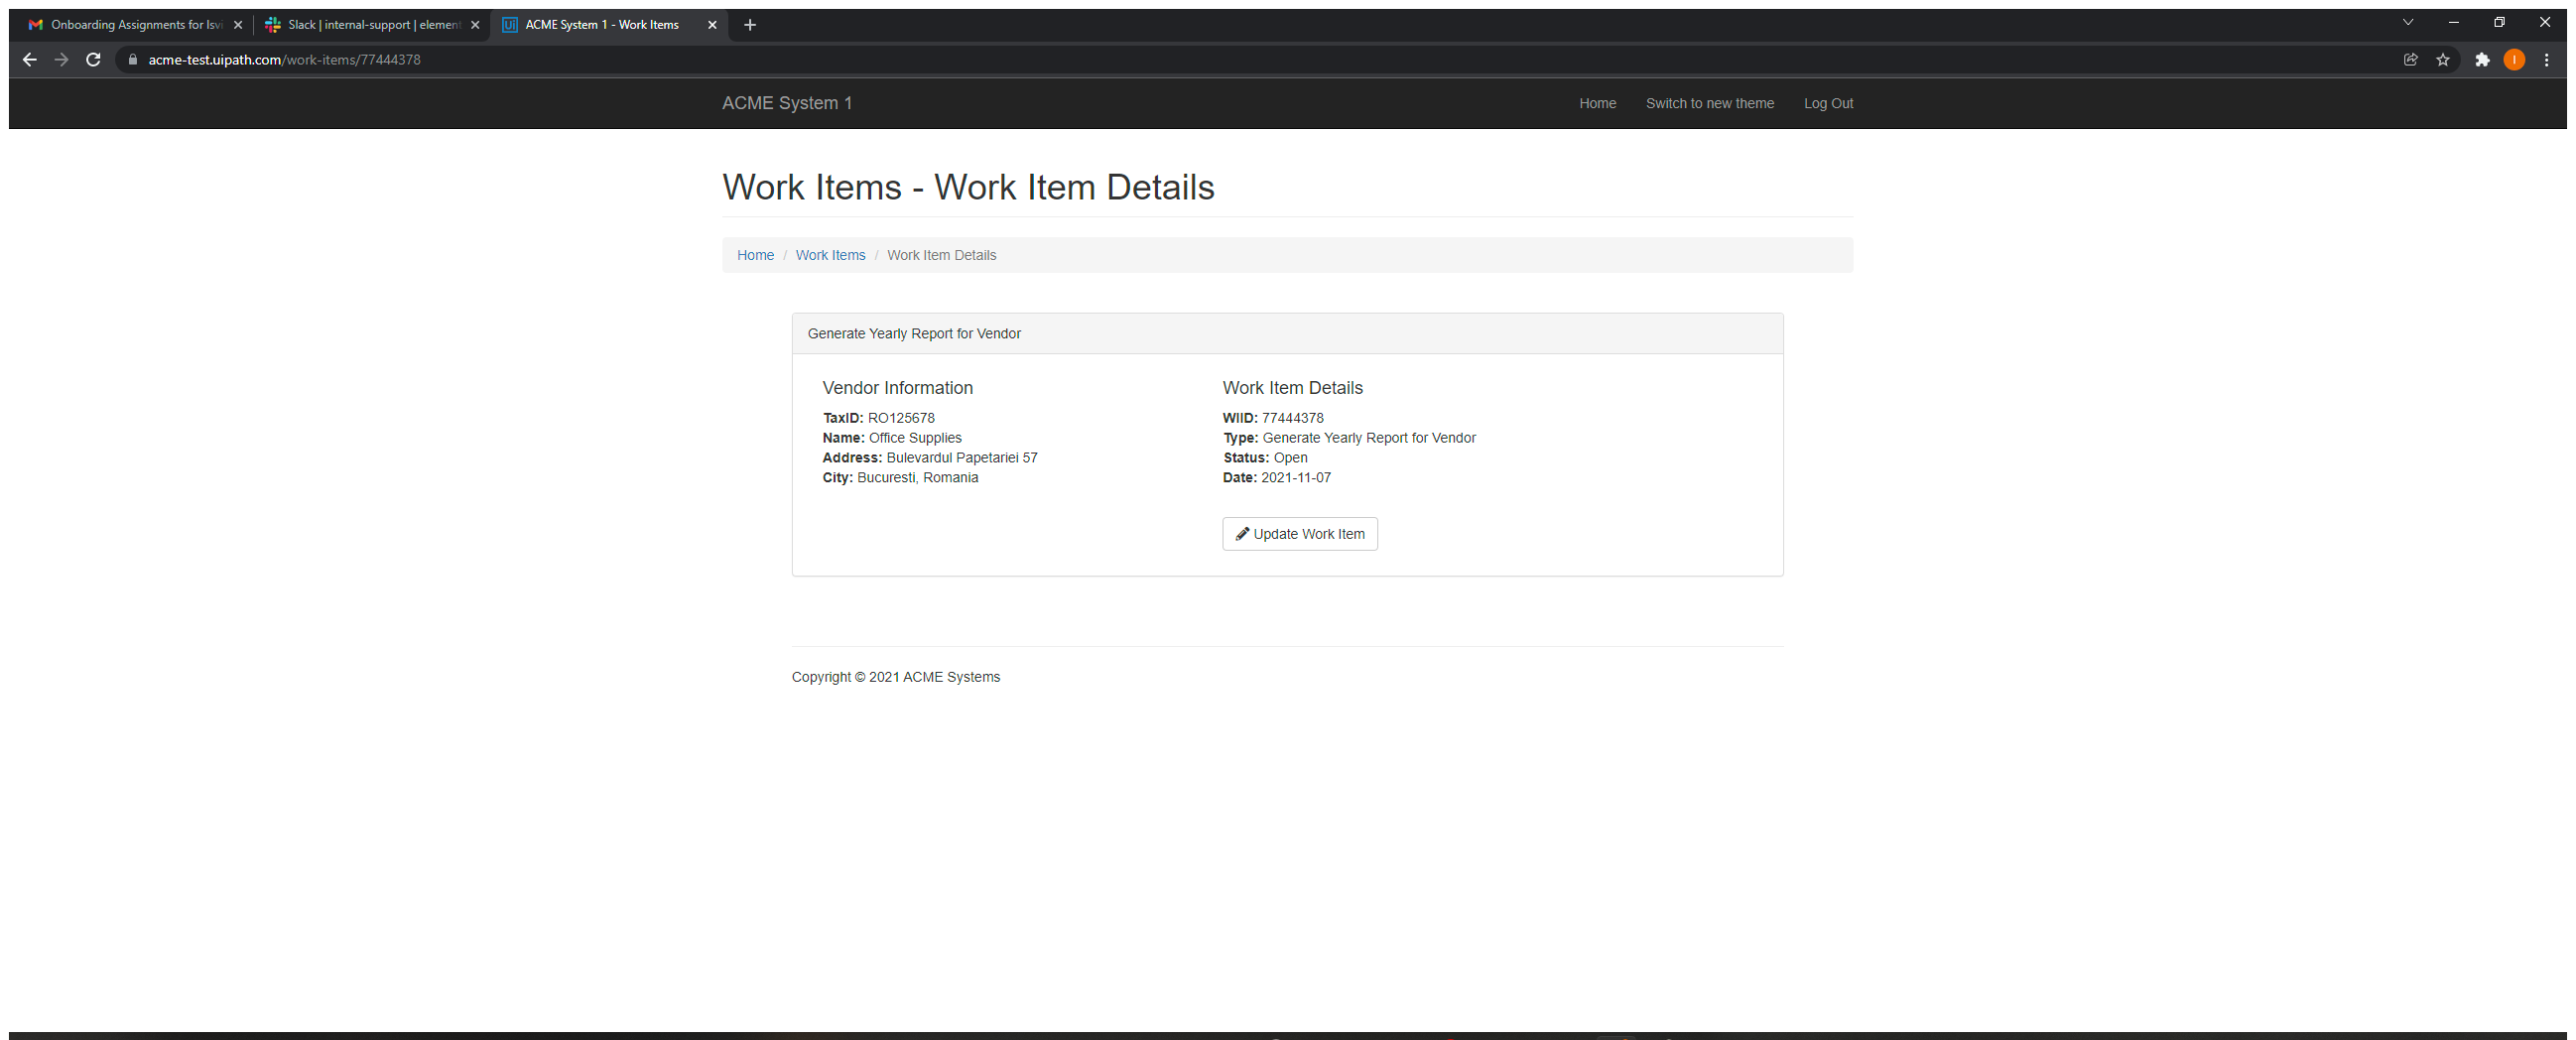 Onboarding Assignments for Isvi
Slack | internal-support | element
ACME System 1 - Work Items
acme-test.uipath.com/work-items/77444378
I
ACME System 1
Home
Switch to new theme
Log Out
Work Items - Work Item Details
Home / Work Items / Work Item Details
Generate Yearly Report for Vendor
Vendor Information
TaxID: RO125678
Name: Office Supplies
Address: Bulevardul Papetariei 57
City: Bucuresti, Romania
Work Item Details
WIID: 77444378
Type: Generate Yearly Report for Vendor
Status: Open
Date: 2021-11-07
Update Work Item
Copyright © 2021 ACME Systems